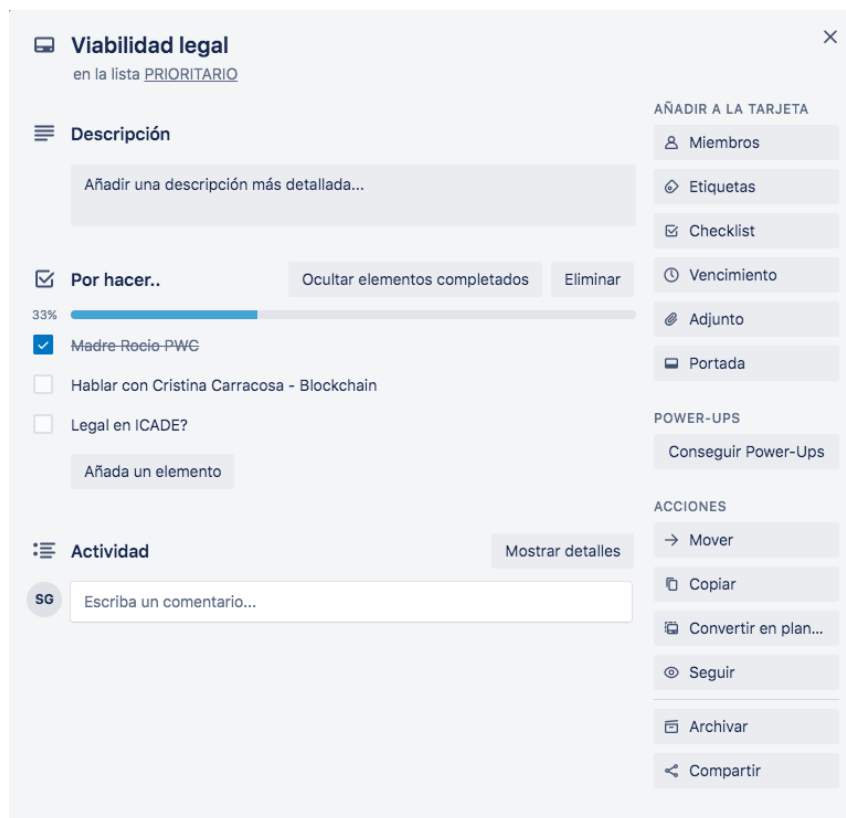 Viabilidad legal
en la lista PRIORITARIO
Descripción
Añadir una descripción más detallada...
Por hacer.. Ocultar elementos completados Eliminar
33%
Madre Rocio PWC
Hablar con Cristina Carracosa - Blockchain
Legal en ICADE?
Añada un elemento
Actividad Mostrar detalles
SG Escriba un comentario...
AÑADIR A LA TARJETA
Miembros
Etiquetas
Checklist
Vencimiento
Adjunto
Portada
POWER-UPS
Conseguir Power-Ups
ACCIONES
Mover
Copiar
Convertir en plan...
Seguir
Archivar
Compartir